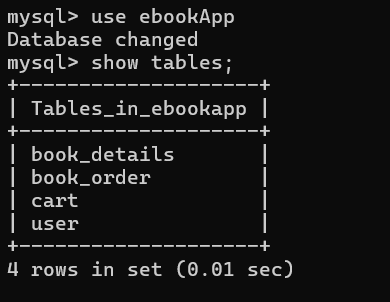 mysql> use ebookApp
Database changed
mysql> show tables;
+--------------------+
| Tables_in_ebookapp |
+--------------------+
| book_details       |
| book_order         |
| cart               |
| user               |
+--------------------+
4 rows in set (0.01 sec)